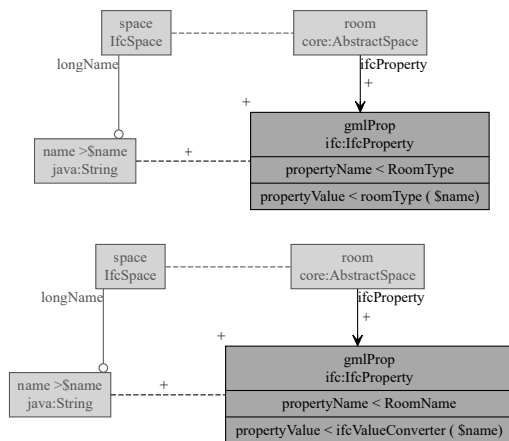 space
IfcSpace
room
core:AbstractSpace
longName
ifcProperty
+
+
gmlProp
ifc:IfcProperty
name >$name
java:String
+
propertyName < RoomType
propertyValue < roomType ( $name)
space
IfcSpace
room
core:AbstractSpace
longName
ifcProperty
+
+
gmlProp
ifc:IfcProperty
name >$name
java:String
+
propertyName < RoomName
propertyValue < ifcValueConverter ( $name)